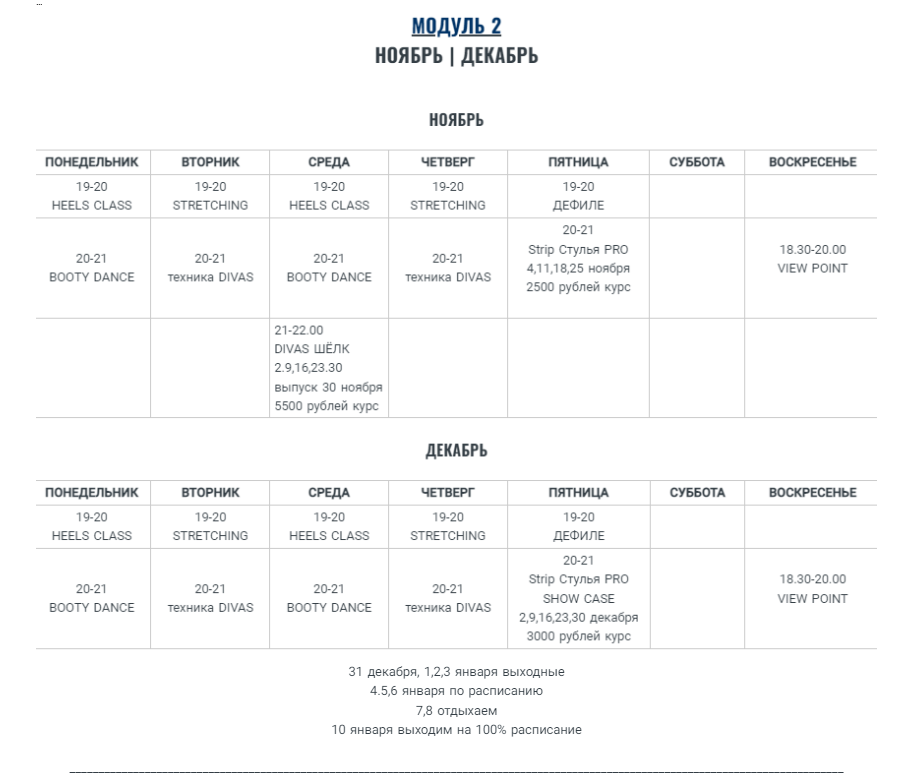 МОДУЛЬ 2
НОЯБРЬ | ДЕКАБРЬ
НОЯБРЬ
ПОНЕДЕЛЬНИК ВТОРНИК СРЕДА ЧЕТВЕРГ ПЯТНИЦА СУББОТА ВОСКРЕСЕНЬЕ
19-20 19-20 19-20 19-20 19-20
HEELS CLASS STRETCHING HEELS CLASS STRETCHING ДЕФИЛЕ
20-21
Strip Стулья PRO 18.30-20.00
20-21 20-21 20-21 20-21 4,11,18,25 ноября VIEW POINT
BOOTY DANCE техника DIVAS BOOTY DANCE техника DIVAS 2500 рублей курс
21-22.00
DIVAS ШЁЛК
2.9,16,23.30
выпуск 30 ноября
5500 рублей курс
ДЕКАБРЬ
ПОНЕДЕЛЬНИК ВТОРНИК СРЕДА ЧЕТВЕРГ ПЯТНИЦА СУББОТА ВОСКРЕСЕНЬЕ
19-20 19-20 19-20 19-20 19-20
HEELS CLASS STRETCHING HEELS CLASS STRETCHING ДЕФИЛЕ
20-21
Strip Стулья PRO 18.30-20.00
20-21 20-21 20-21 20-21 SHOW CASE VIEW POINT
BOOTY DANCE техника DIVAS BOOTY DANCE техника DIVAS 2,9,16,23,30 декабря
3000 рублей курс
31 декабря, 1,2,3 января выходные
4.5,6 января по расписанию
7,8 отдыхаем
10 января выходим на 100% расписание